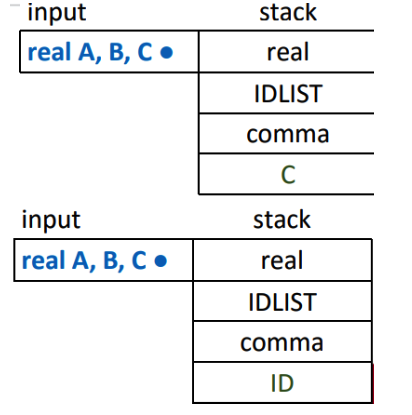 input stack
real A, B, C ● real
IDLIST
comma
C
input stack
real A, B, C ● real
IDLIST
comma
ID